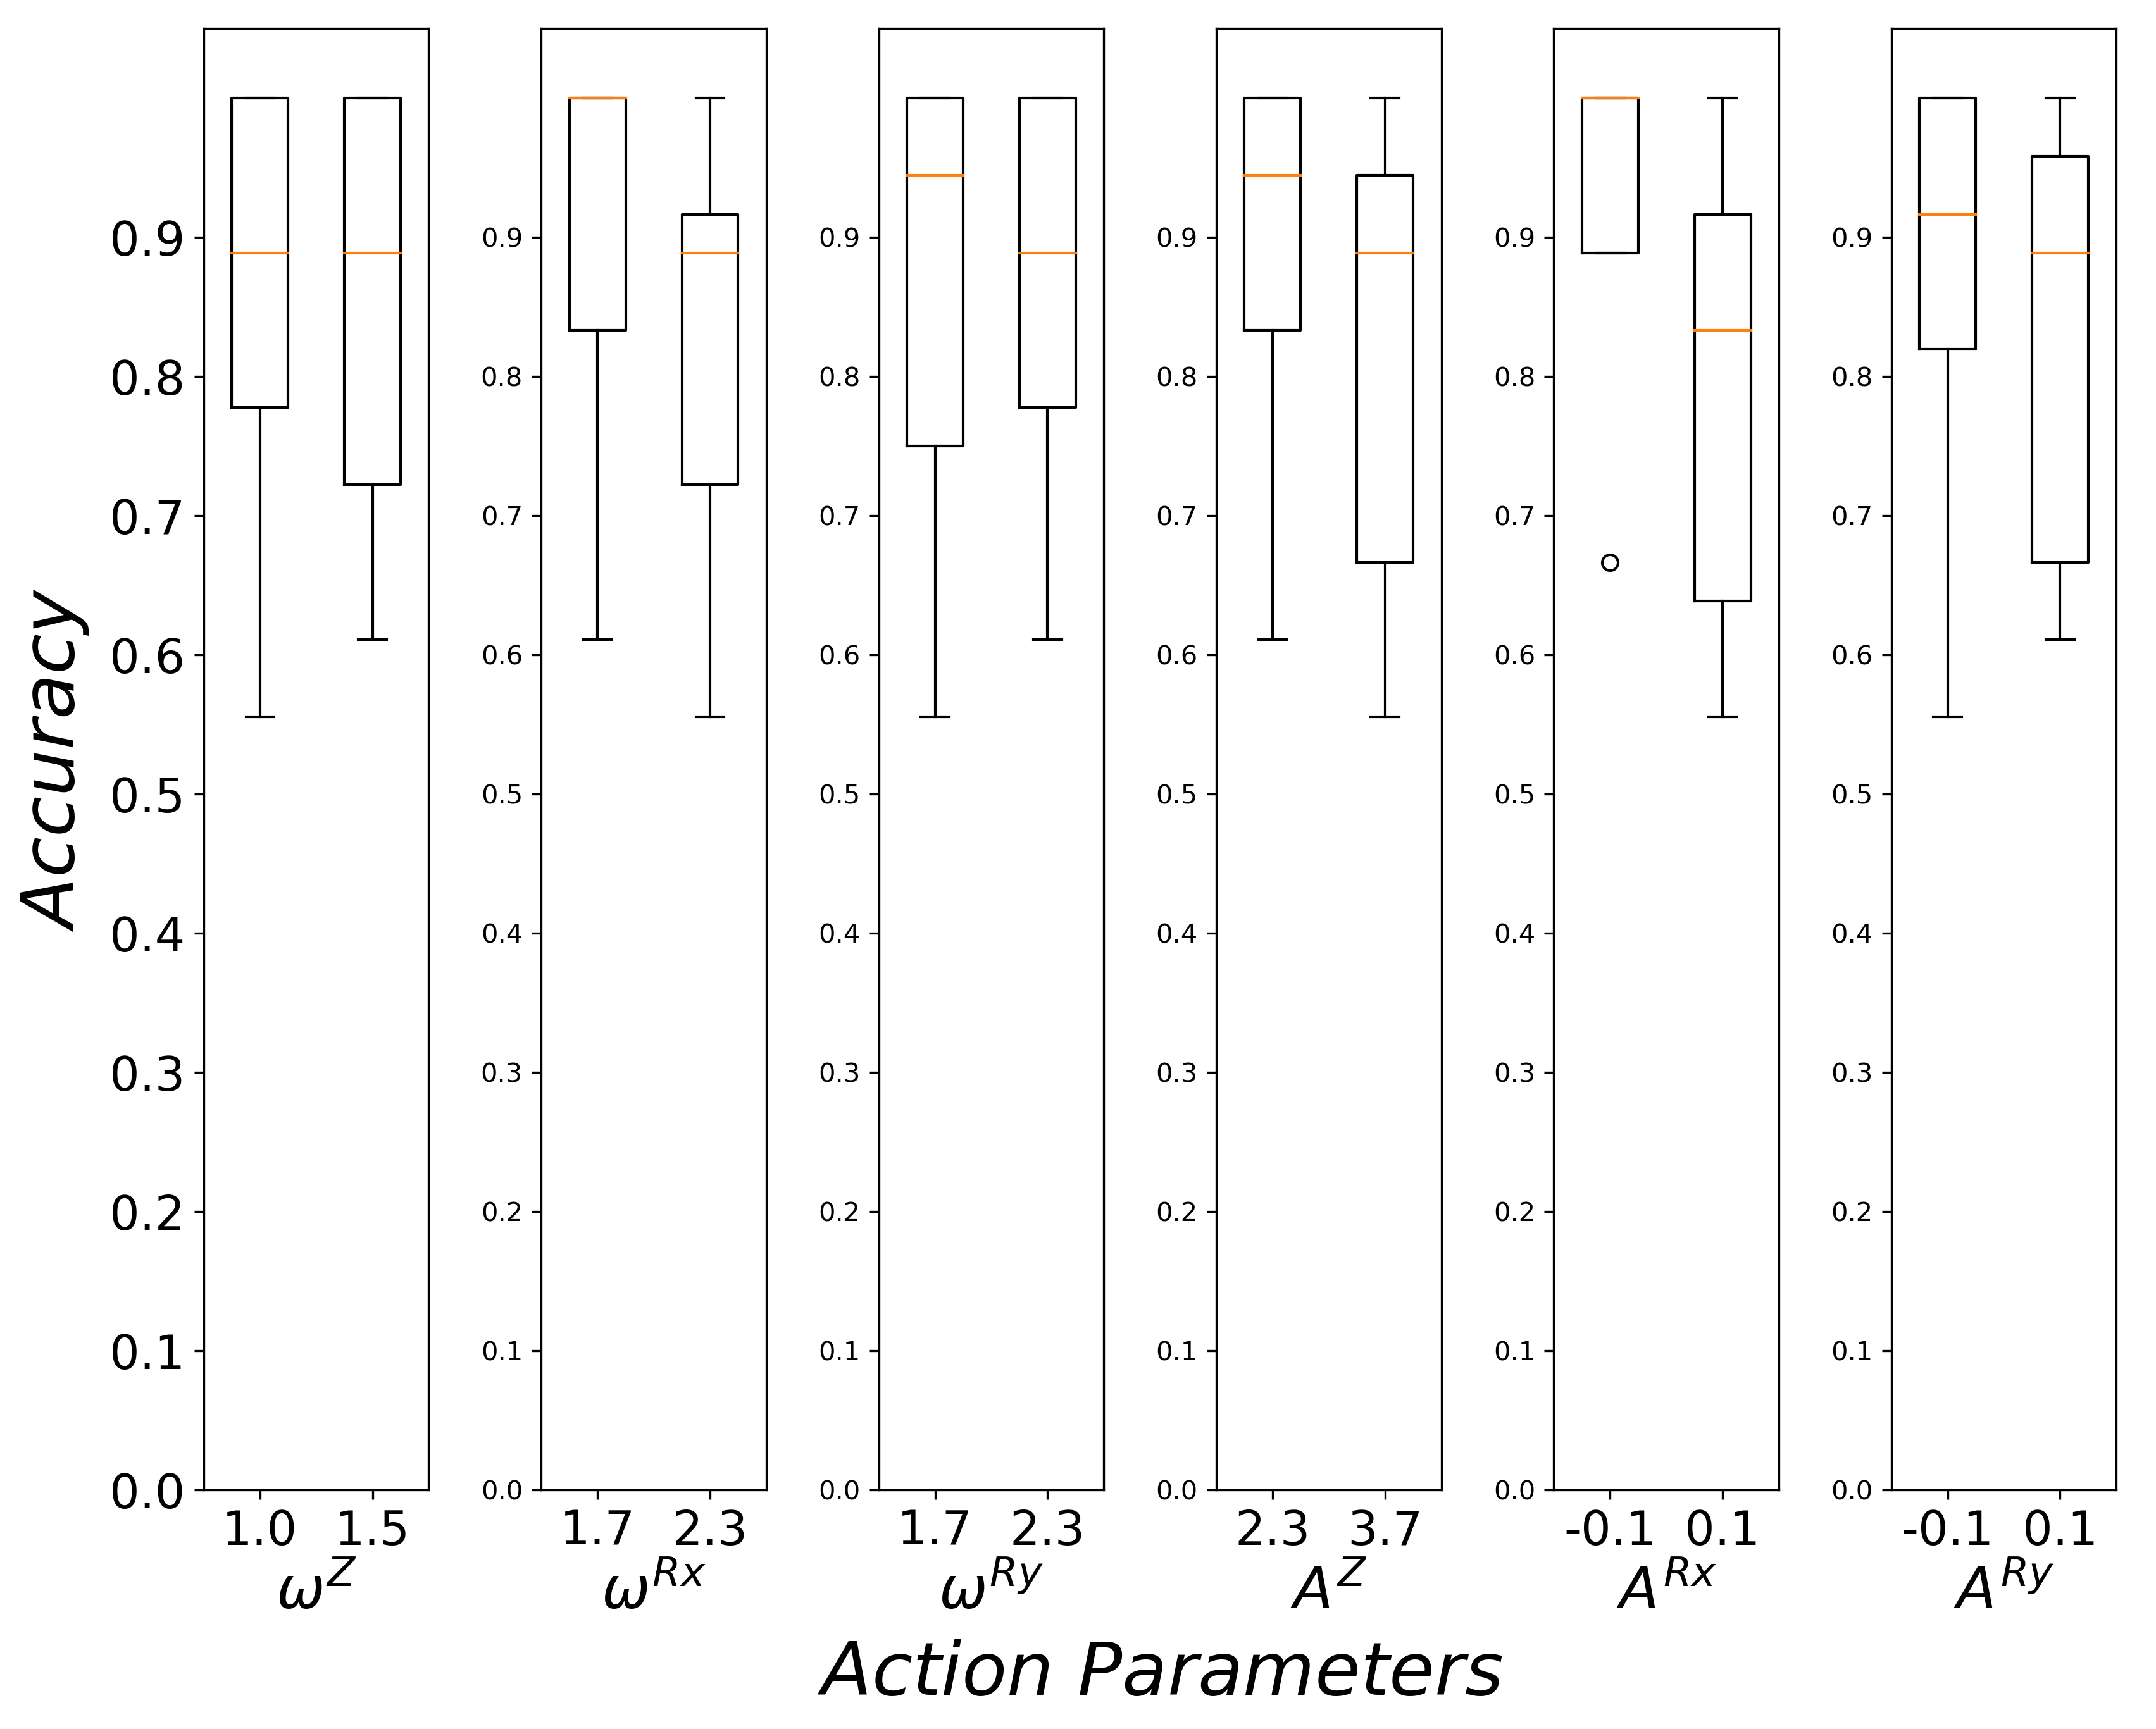 Accuracy
0.9 0.9 0.9 0.9 0.9 0.9
0.8 0.8 0.8 0.8 0.8 0.8
0.7 0.7 0.7 0.7 0.7 0.7
0.6 0.6 0.6 0.6 0.6 0.6
0.5 0.5 0.5 0.5 0.5 0.5
0.4 0.4 0.4 0.4 0.4 0.4
0.3 0.3 0.3 0.3 0.3 0.3
0.2 0.2 0.2 0.2 0.2 0.2
0.1 0.1 0.1 0.1 0.1 0.1
0.0 0.0 0.0 0.0 0.0 0.0
1.0 1.5 1.7 2.3 1.7 2.3 2.3 3.7 -0.1 0.1 -0.1 0.1
ω^Z ω^Rx ω^Ry A^Z A^Rx A^Ry
Action Parameters